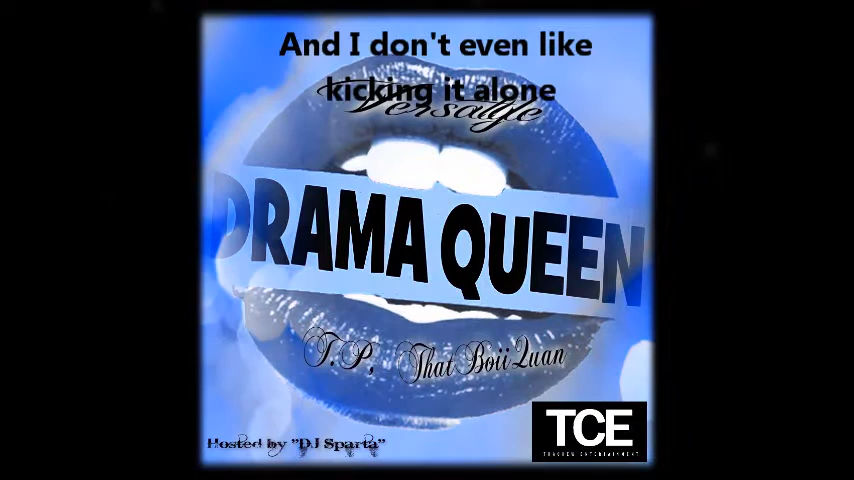 And I don't even like
kicking it alone
Versatyle
DRAMA QUEEN
T.P. ThatBoiiQuan
Hosted by "DJ Sparta"
TCE